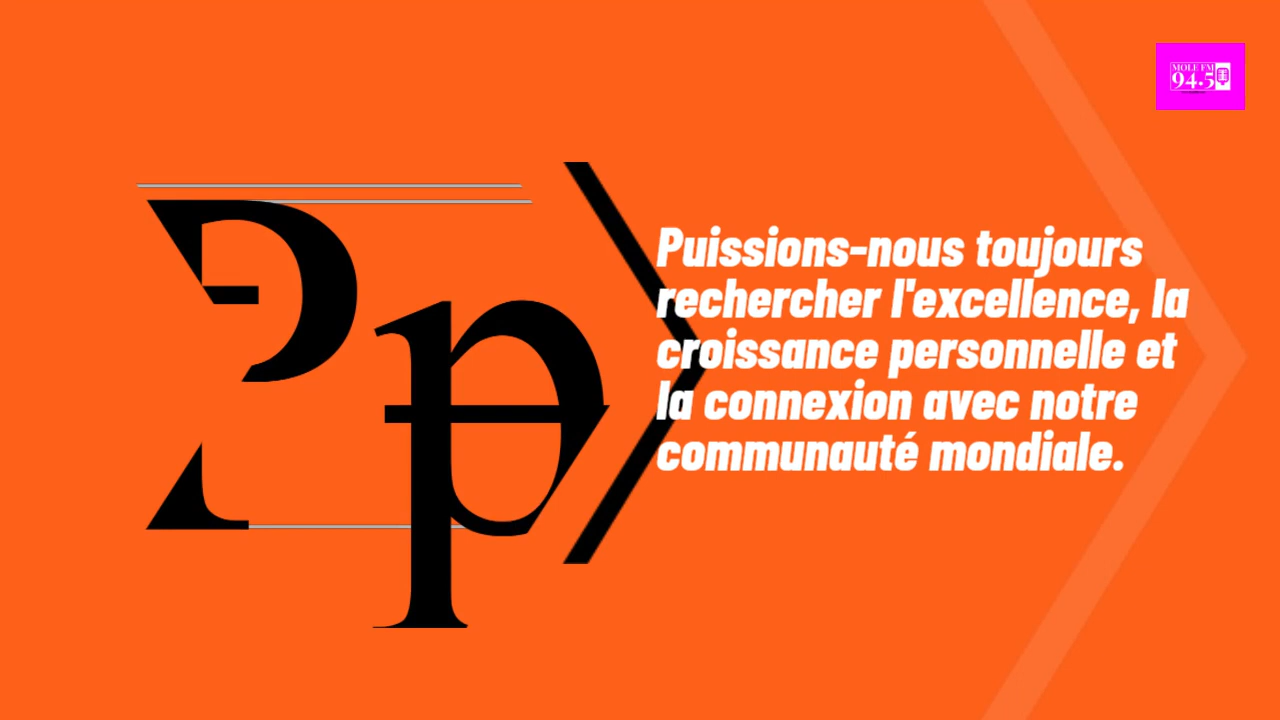 MOLE FM
94.5
Pp
Puissions-nous toujours
rechercher l'excellence, la
croissance personnelle et
la connexion avec notre
communauté mondiale.